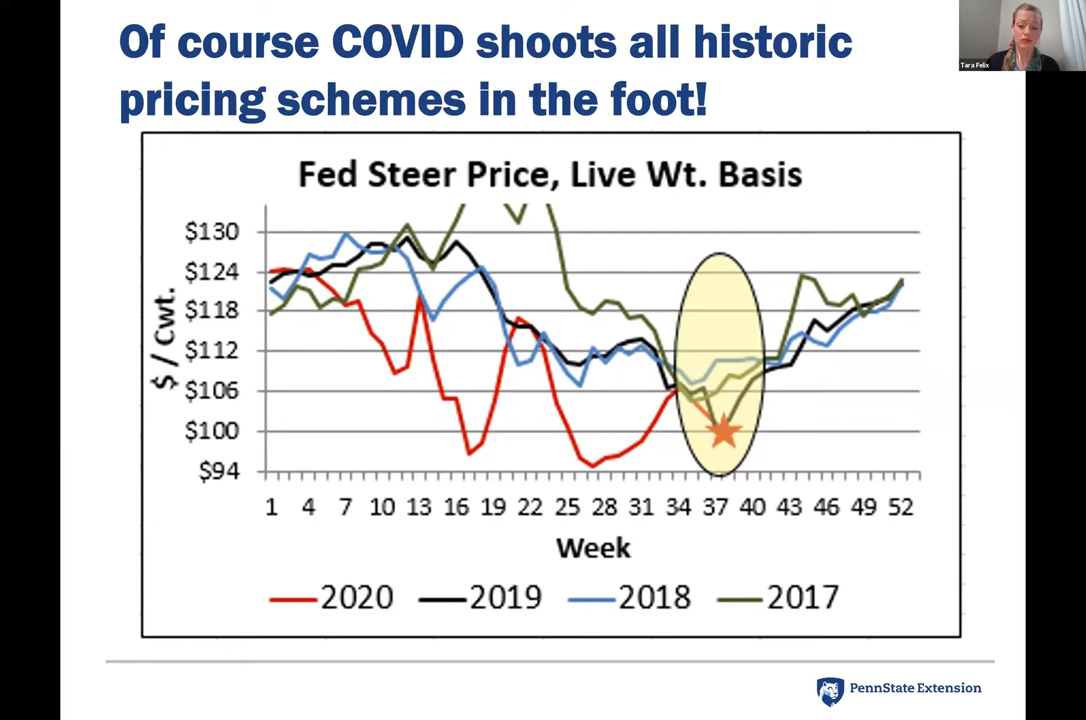 Of course COVID shoots all historic
pricing schemes in the foot!
Tara Felix
Fed Steer Price, Live Wt. Basis
$ / Cwt.
$130
$124
$118
$112
$106
$100
$94
1 4 7 10 13 16 19 22 25 28 31 34 37 40 43 46 49 52
Week
2020 2019 2018 2017
PennState Extension